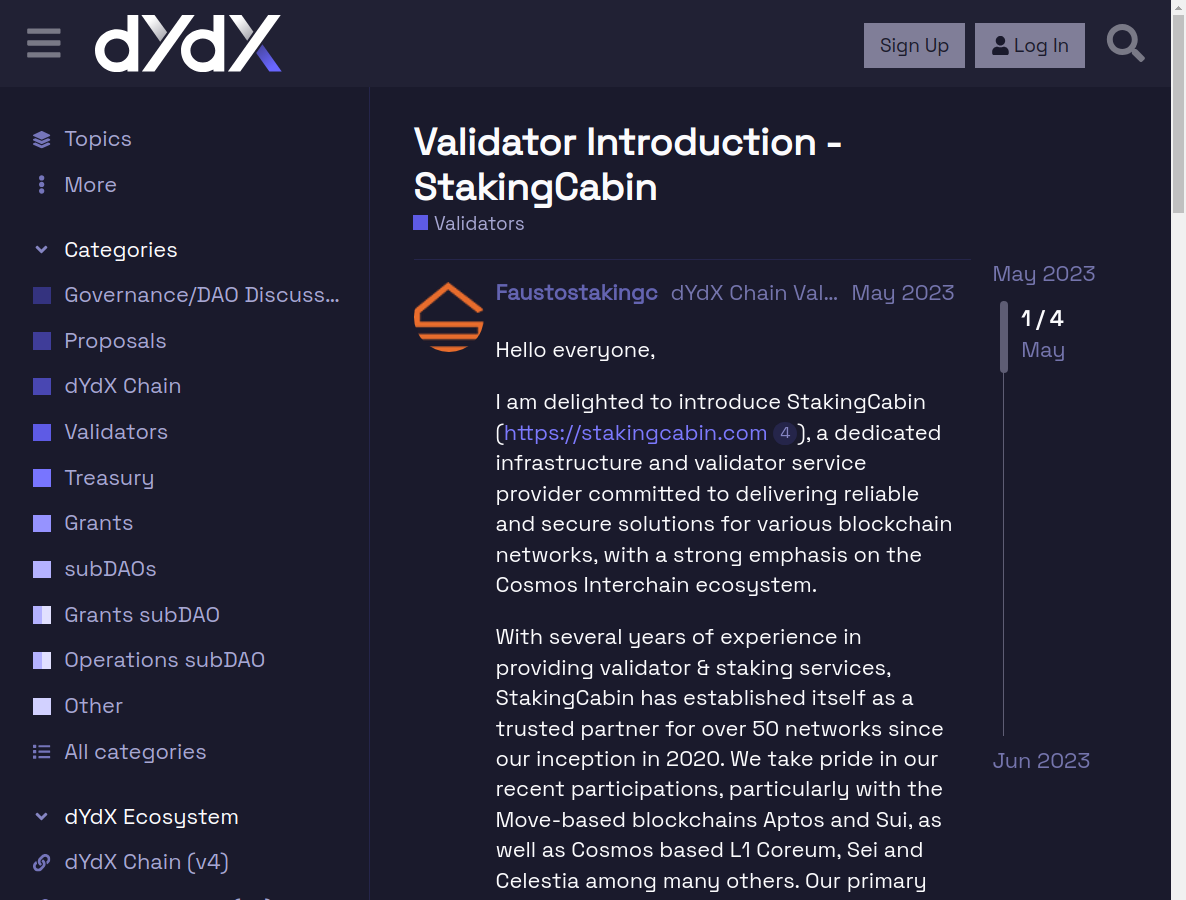 dYdX
Sign Up
Log In
Topics
More
Categories
Governance/DAO Discuss...
Proposals
dYdX Chain
Validators
Treasury
Grants
subDAOs
Grants subDAO
Operations subDAO
Other
All categories
dYdX Ecosystem
dYdX Chain (v4)
Validator Introduction -
StakingCabin
Validators
Faustostakingc dYdX Chain Val... May 2023
Hello everyone,
I am delighted to introduce StakingCabin
(https://stakingcabin.com 4), a dedicated
infrastructure and validator service
provider committed to delivering reliable
and secure solutions for various blockchain
networks, with a strong emphasis on the
Cosmos Interchain ecosystem.
With several years of experience in
providing validator & staking services,
StakingCabin has established itself as a
trusted partner for over 50 networks since
our inception in 2020. We take pride in our
recent participations, particularly with the
Move-based blockchains Aptos and Sui, as
well as Cosmos based L1 Coreum, Sei and
Celestia among many others. Our primary
May 2023
1 / 4
May
Jun 2023